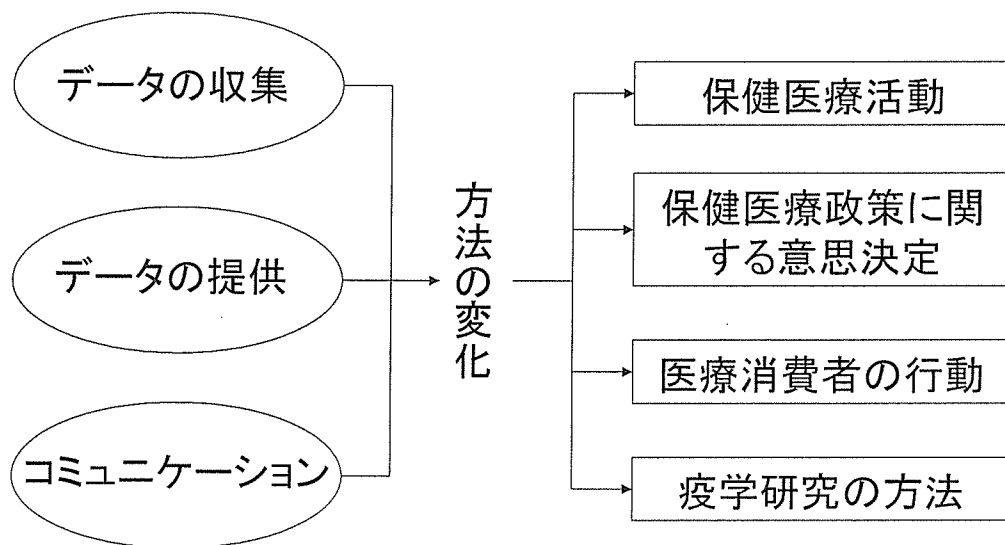 データの収集
データの提供
コミュニケーション
方法の変化
保健医療活動
保健医療政策に関
する意思決定
医療消費者の行動
疫学研究の方法